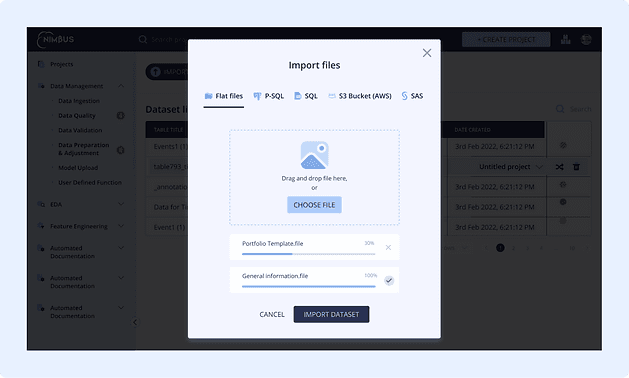 NIMBUS
+ CREATE PROJECT
Projects
Data Management
Data Ingestion
Data Quality
Data Validation
Data Preparation
& Adjustment
Model Upload
User Defined Function
EDA
Feature Engineering
Automated
Documentation
Automated
Documentation
Automated
Documentation
IMPORT
Dataset
TABLE TITLE
DATE CREATED
Events1 (1)
3rd Feb 2022, 6:21:12 PM
Untitled project
3rd Feb 2022, 6:21:12 PM
Data for
3rd Feb 2022, 6:21:12 PM
Event1 (1)
3rd Feb 2022, 6:21:12 PM
1
2
3
Import files
Flat files
P-SQL
SQL
S3 Bucket (AWS)
SAS
Drag and drop file here,
or
CHOOSE FILE
Portfolio Template.file
30%
General information.file
100%
CANCEL
IMPORT DATASET